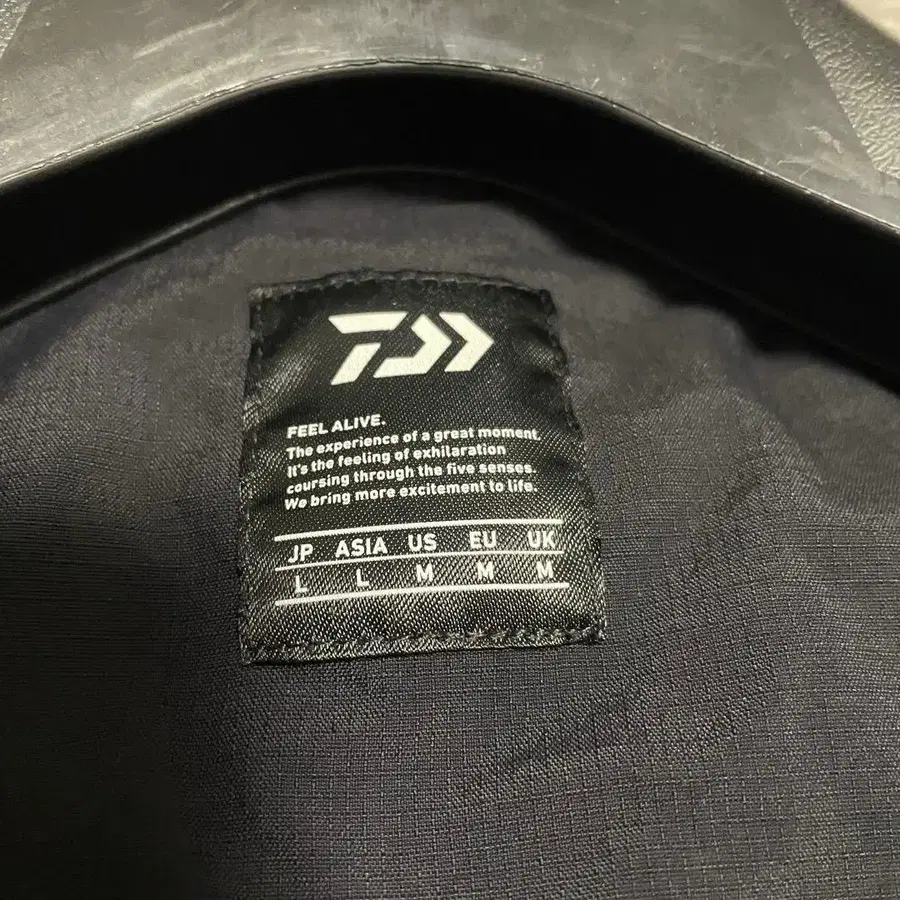 FEEL ALIVE.
The experience of a great moment.
It's the feeling of exhilaration
coursing through the five senses.
We bring more excitement to life.
JP ASIA US EU UK
L L M M M